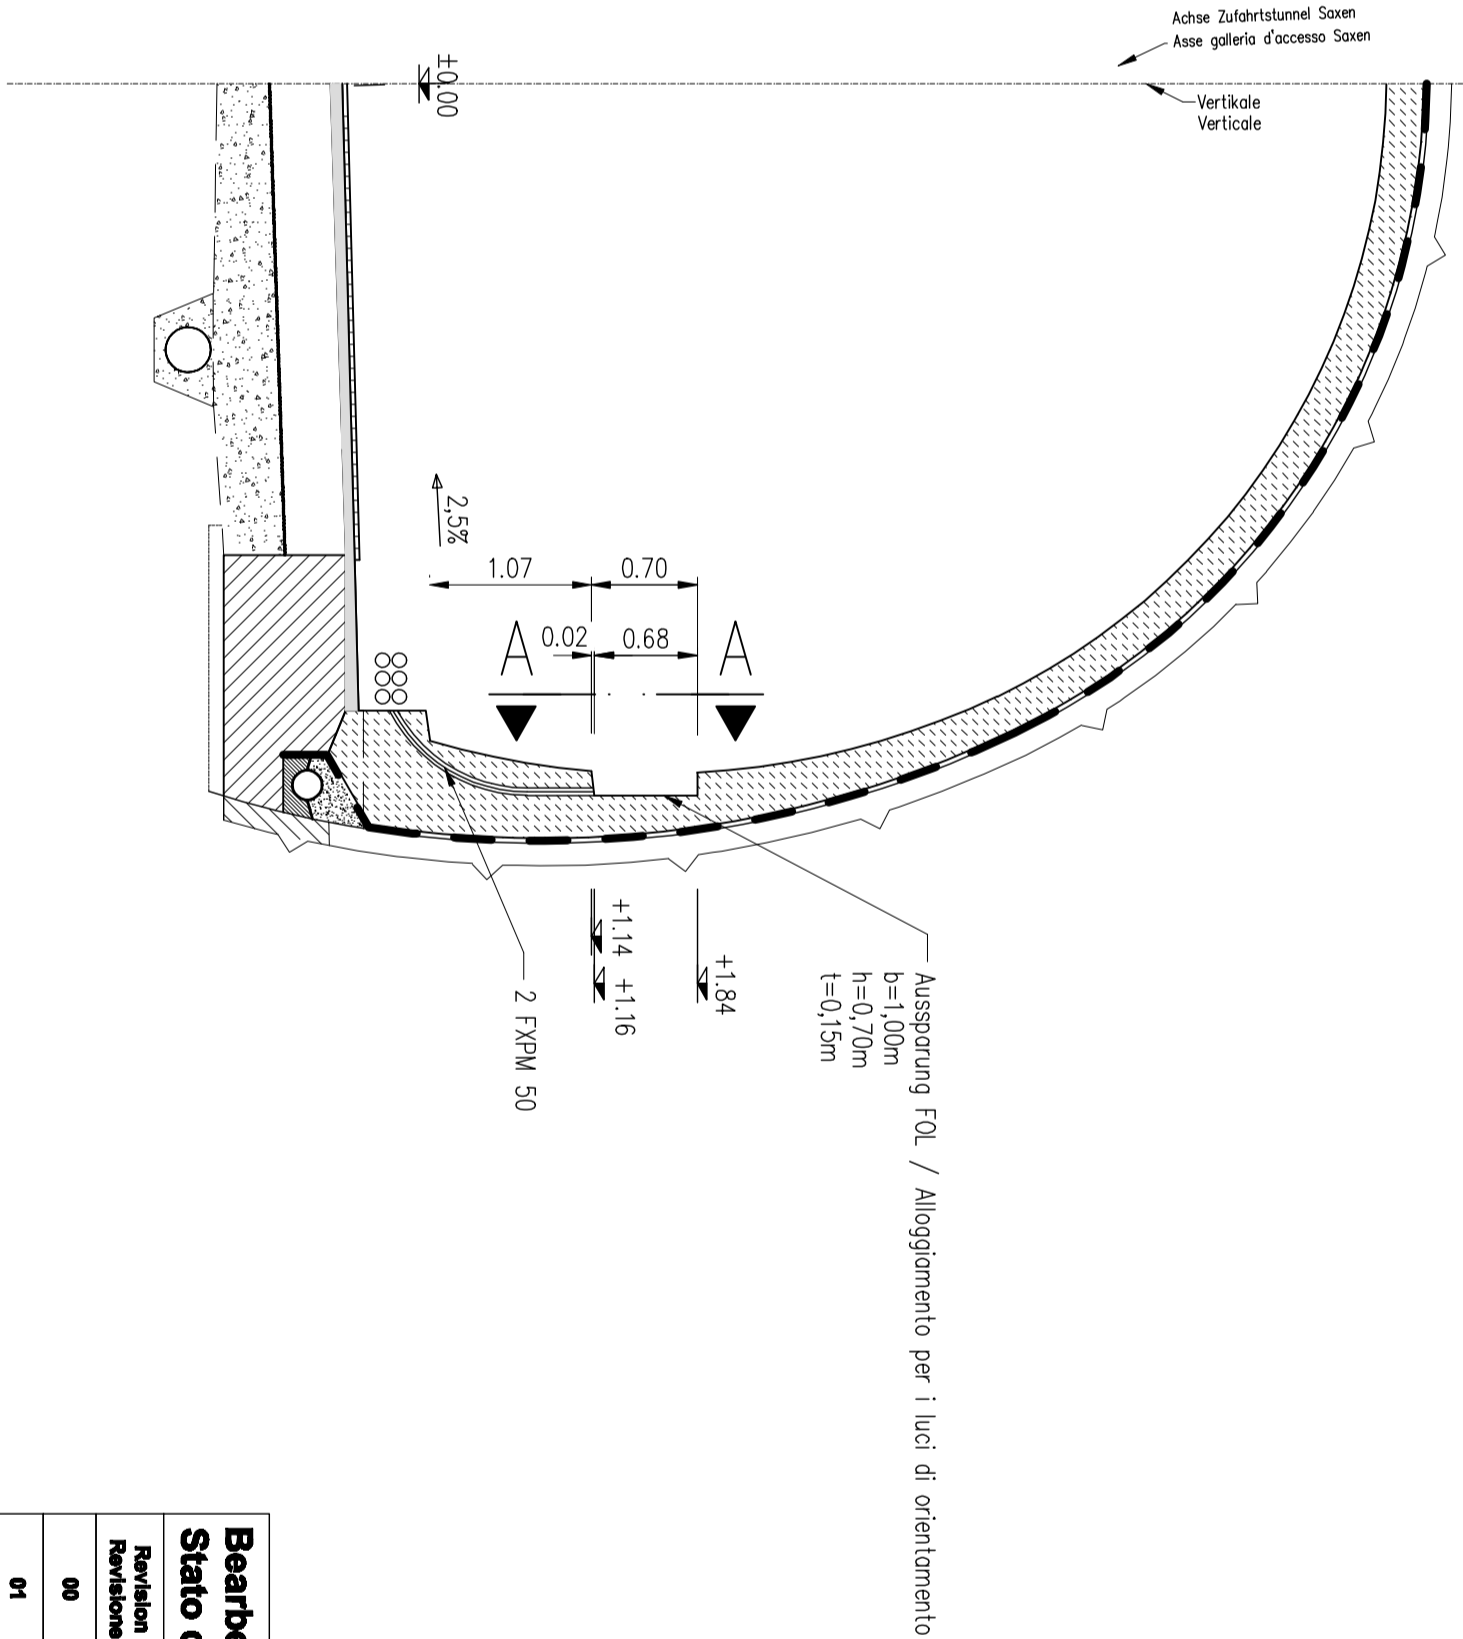 Achse Zufahrtstunnel Saxen
Asse galleria d'accesso Saxen
Vertikale
Verticale
±0.00
2,5%
1.07
0.70
0.02
0.68
A
A
+1.14
+1.16
+1.84
2 FXPM 50
Aussparung FOL / Alloggiamento per i luci di orientamento
b=1,00m
h=0,70m
t=0,15m
Revision
Revisione
00
01